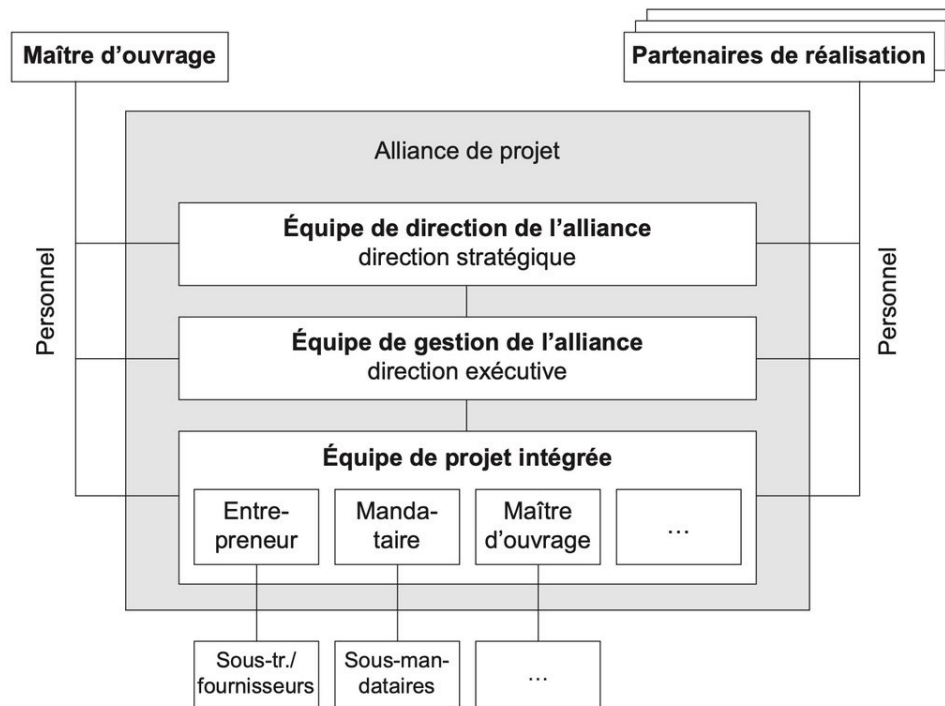 Maître d’ouvrage
Partenaires de réalisation
Alliance de projet
Personnel
Personnel
Équipe de direction de l’alliance
direction stratégique
Équipe de gestion de l’alliance
direction exécutive
Équipe de projet intégrée
Entre-
preneur
Manda-
taire
Maître
d’ouvrage
…
Sous-tr./
fournisseurs
Sous-man-
dataires
…